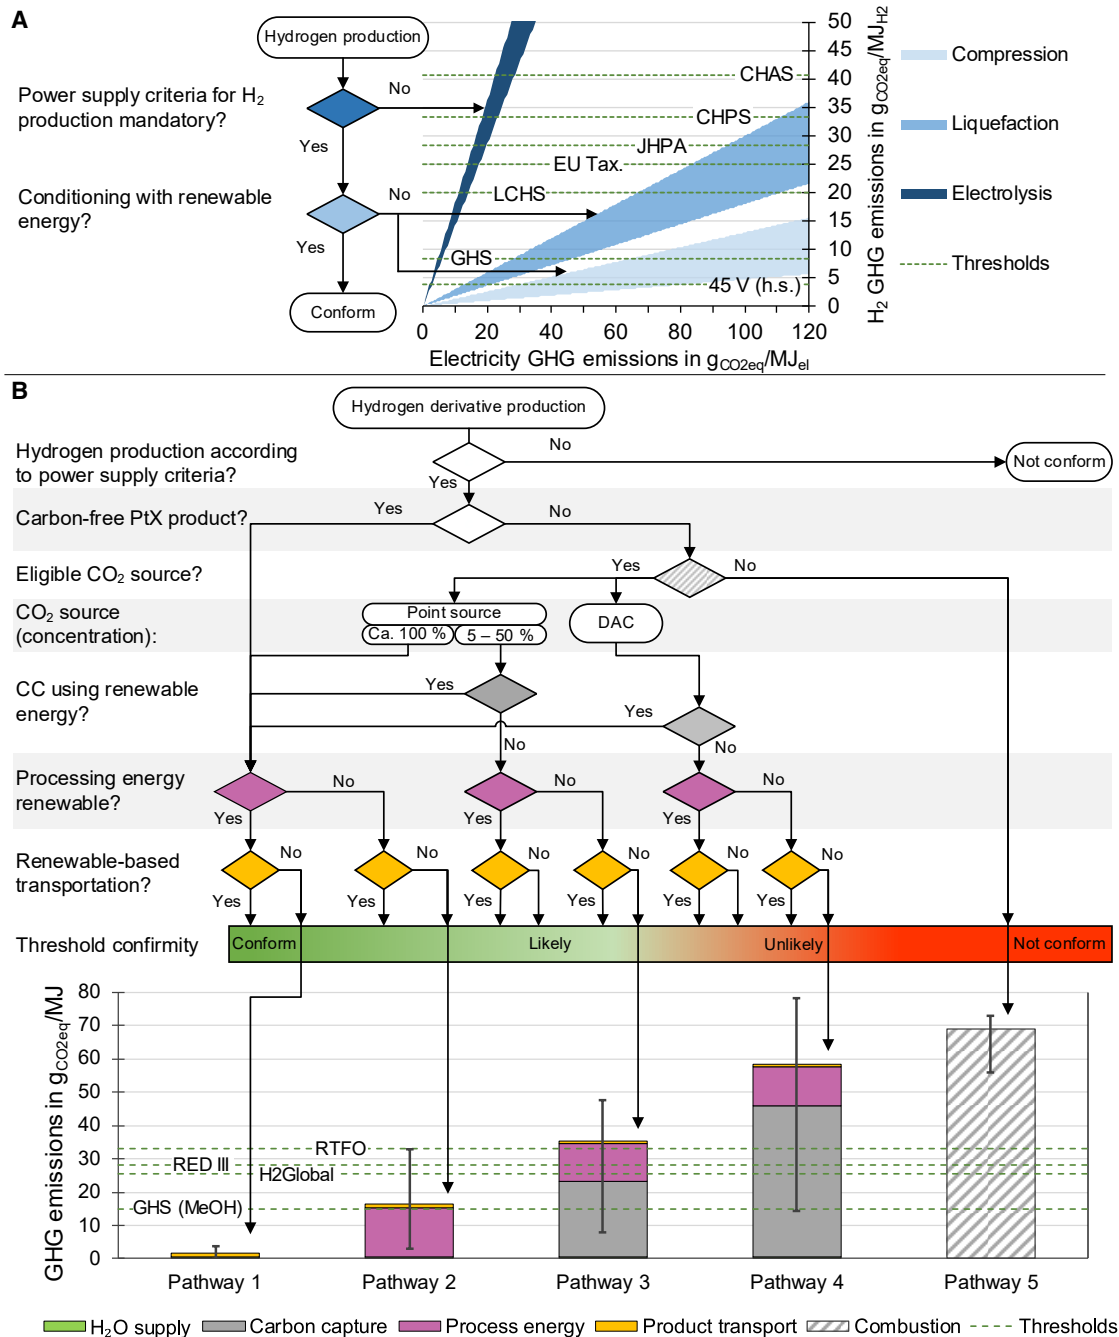 A
Hydrogen production
Power supply criteria for H2
production mandatory?
No
Yes
Conditioning with renewable
energy?
No
Yes
Conform
CHAS
CHPS
JHPA
EU Tax.
LCHS
GHS
45 V (h.s.)
50
45
40
35
30
25
20
15
10
5
0
H2 GHG emissions in gCO2eq/MJH2
0 20 40 60 80 100 120
Electricity GHG emissions in gCO2eq/MJel
Compression
Liquefaction
Electrolysis
Thresholds
B
Hydrogen derivative production
Hydrogen production according
to power supply criteria?
No
Not conform
Yes
Carbon-free PtX product?
Yes
No
Eligible CO2 source?
Yes
No
CO2 source
(concentration):
Point source
Ca. 100 %
5 – 50 %
DAC
CC using renewable
energy?
Yes
Yes
No
No
Processing energy
renewable?
No
No
No
Yes
Yes
Yes
Renewable-based
transportation?
No
No
No
No
No
No
Yes
Yes
Yes
Yes
Yes
Yes
Threshold confirmity
Conform
Likely
Unlikely
Not conform
GHG emissions in gCO2eq/MJ
80
70
60
50
40
30
20
10
0
RTFO
RED III
H2Global
GHS (MeOH)
Pathway 1
Pathway 2
Pathway 3
Pathway 4
Pathway 5
H2O supply
Carbon capture
Process energy
Product transport
Combustion
Thresholds